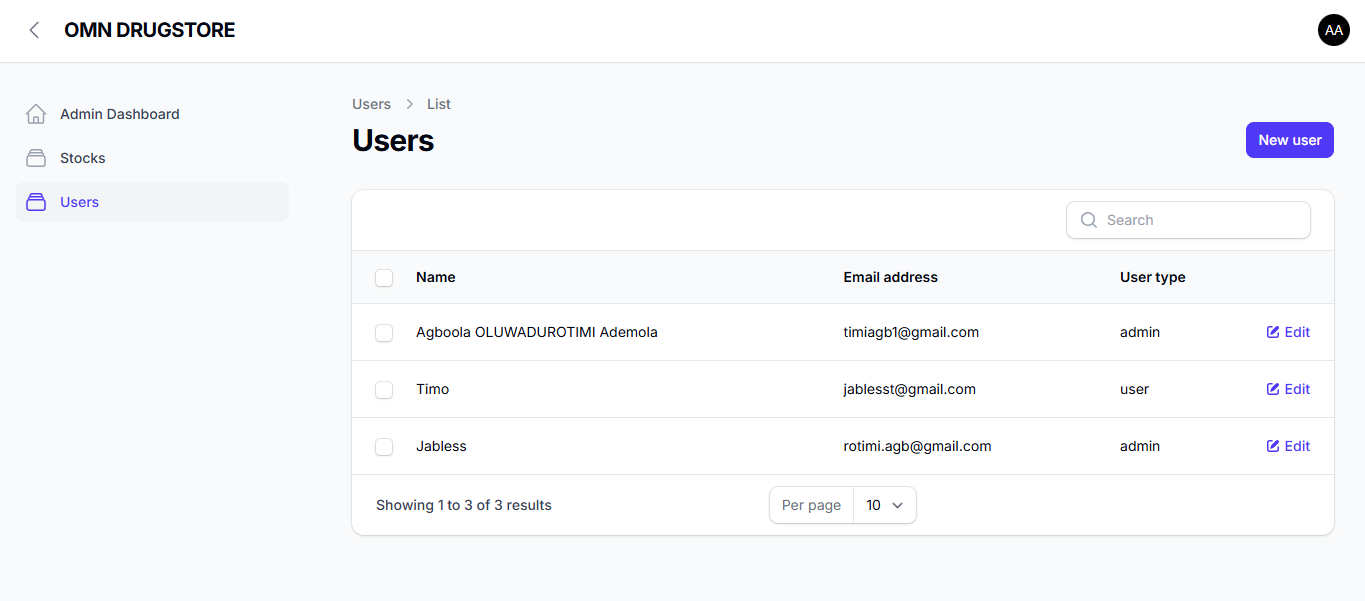 OMN DRUGSTORE
AA
Admin Dashboard
Stocks
Users
Users > List
Users
New user
Search
Name Email address User type
Agboola OLUWADUROTIMI Ademola timiagb1@gmail.com admin Edit
Timo jablesst@gmail.com user Edit
Jabless rotimi.agb@gmail.com admin Edit
Showing 1 to 3 of 3 results Per page 10